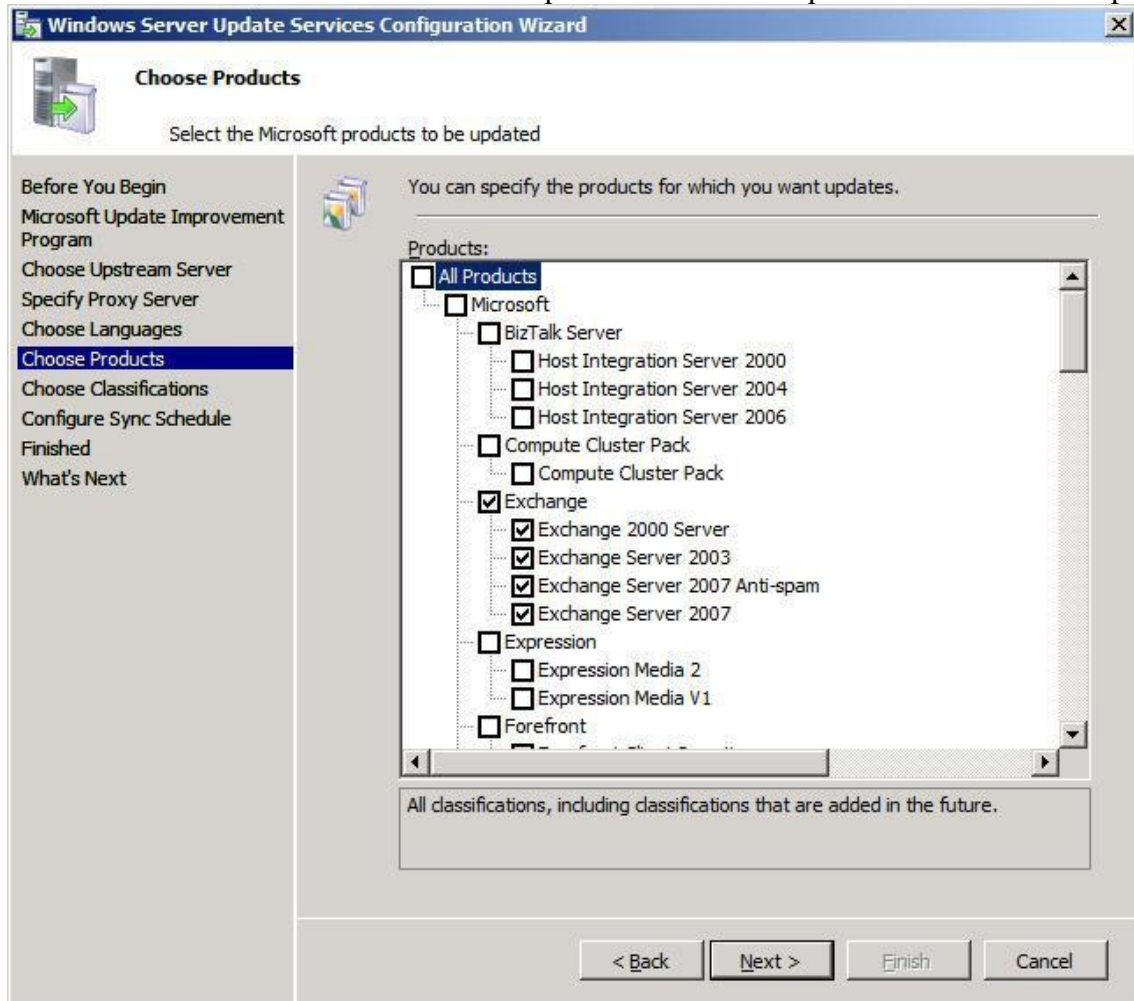 Windows Server Update Services Configuration Wizard
Choose Products
Select the Microsoft products to be updated
Before You Begin
Microsoft Update Improvement
Program
Choose Upstream Server
Specify Proxy Server
Choose Languages
Choose Products
Choose Classifications
Configure Sync Schedule
Finished
What's Next
You can specify the products for which you want updates.
Products:
All Products
Microsoft
BizTalk Server
Host Integration Server 2000
Host Integration Server 2004
Host Integration Server 2006
Compute Cluster Pack
Compute Cluster Pack
Exchange
Exchange 2000 Server
Exchange Server 2003
Exchange Server 2007 Anti-spam
Exchange Server 2007
Expression
Expression Media 2
Expression Media V1
Forefront
All classifications, including classifications that are added in the future.
< Back
Next >
Finish
Cancel